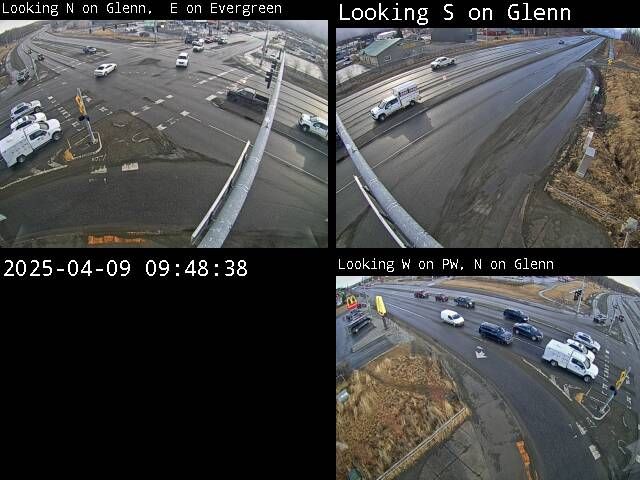 Looking N on Glenn,  E on Evergreen
Looking S on Glenn
2025-04-09 09:48:38
Looking W on PW, N on Glenn